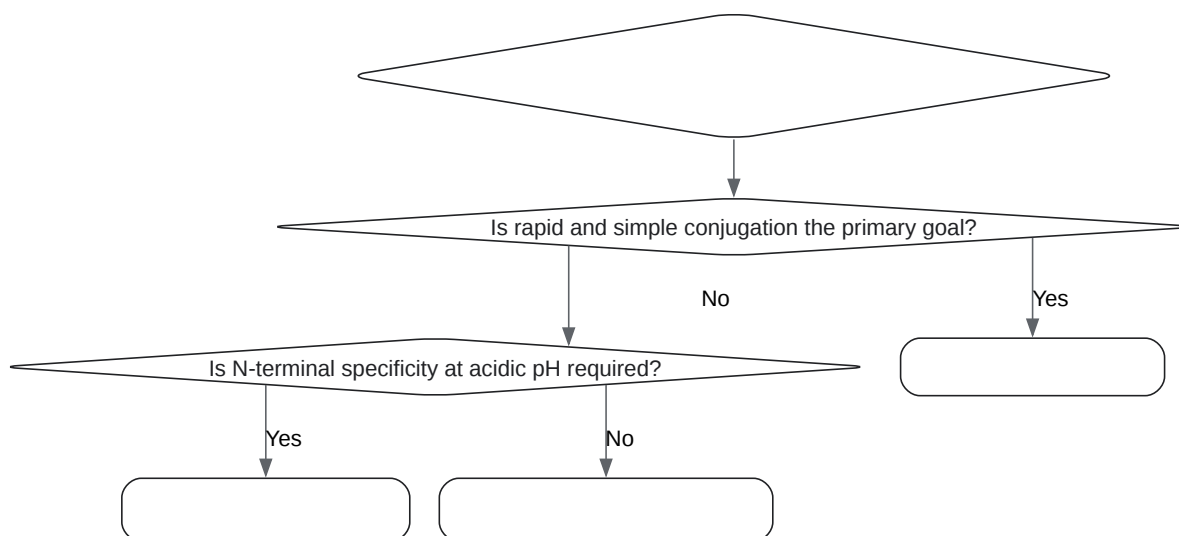 Is rapid and simple conjugation the primary goal?
No
Yes
Is N-terminal specificity at acidic pH required?
Yes
No